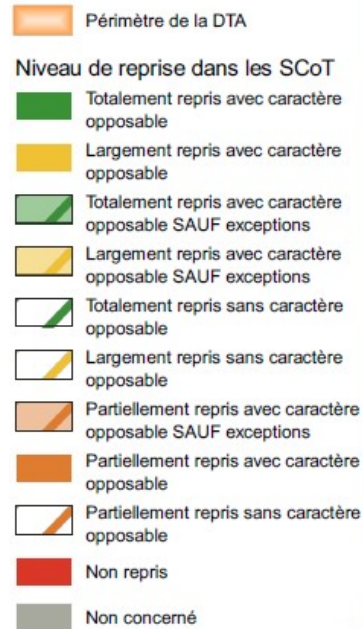 Périmètre de la DTA
Niveau de reprise dans les SCoT
Totalement repris avec caractère
opposable
Largement repris avec caractère
opposable
Totalement repris avec caractère
opposable SAUF exceptions
Largement repris avec caractère
opposable SAUF exceptions
Totalement repris sans caractère
opposable
Largement repris sans caractère
opposable
Partiellement repris avec caractère
opposable SAUF exceptions
Partiellement repris avec caractère
opposable
Partiellement repris sans caractère
opposable
Non repris
Non concerné